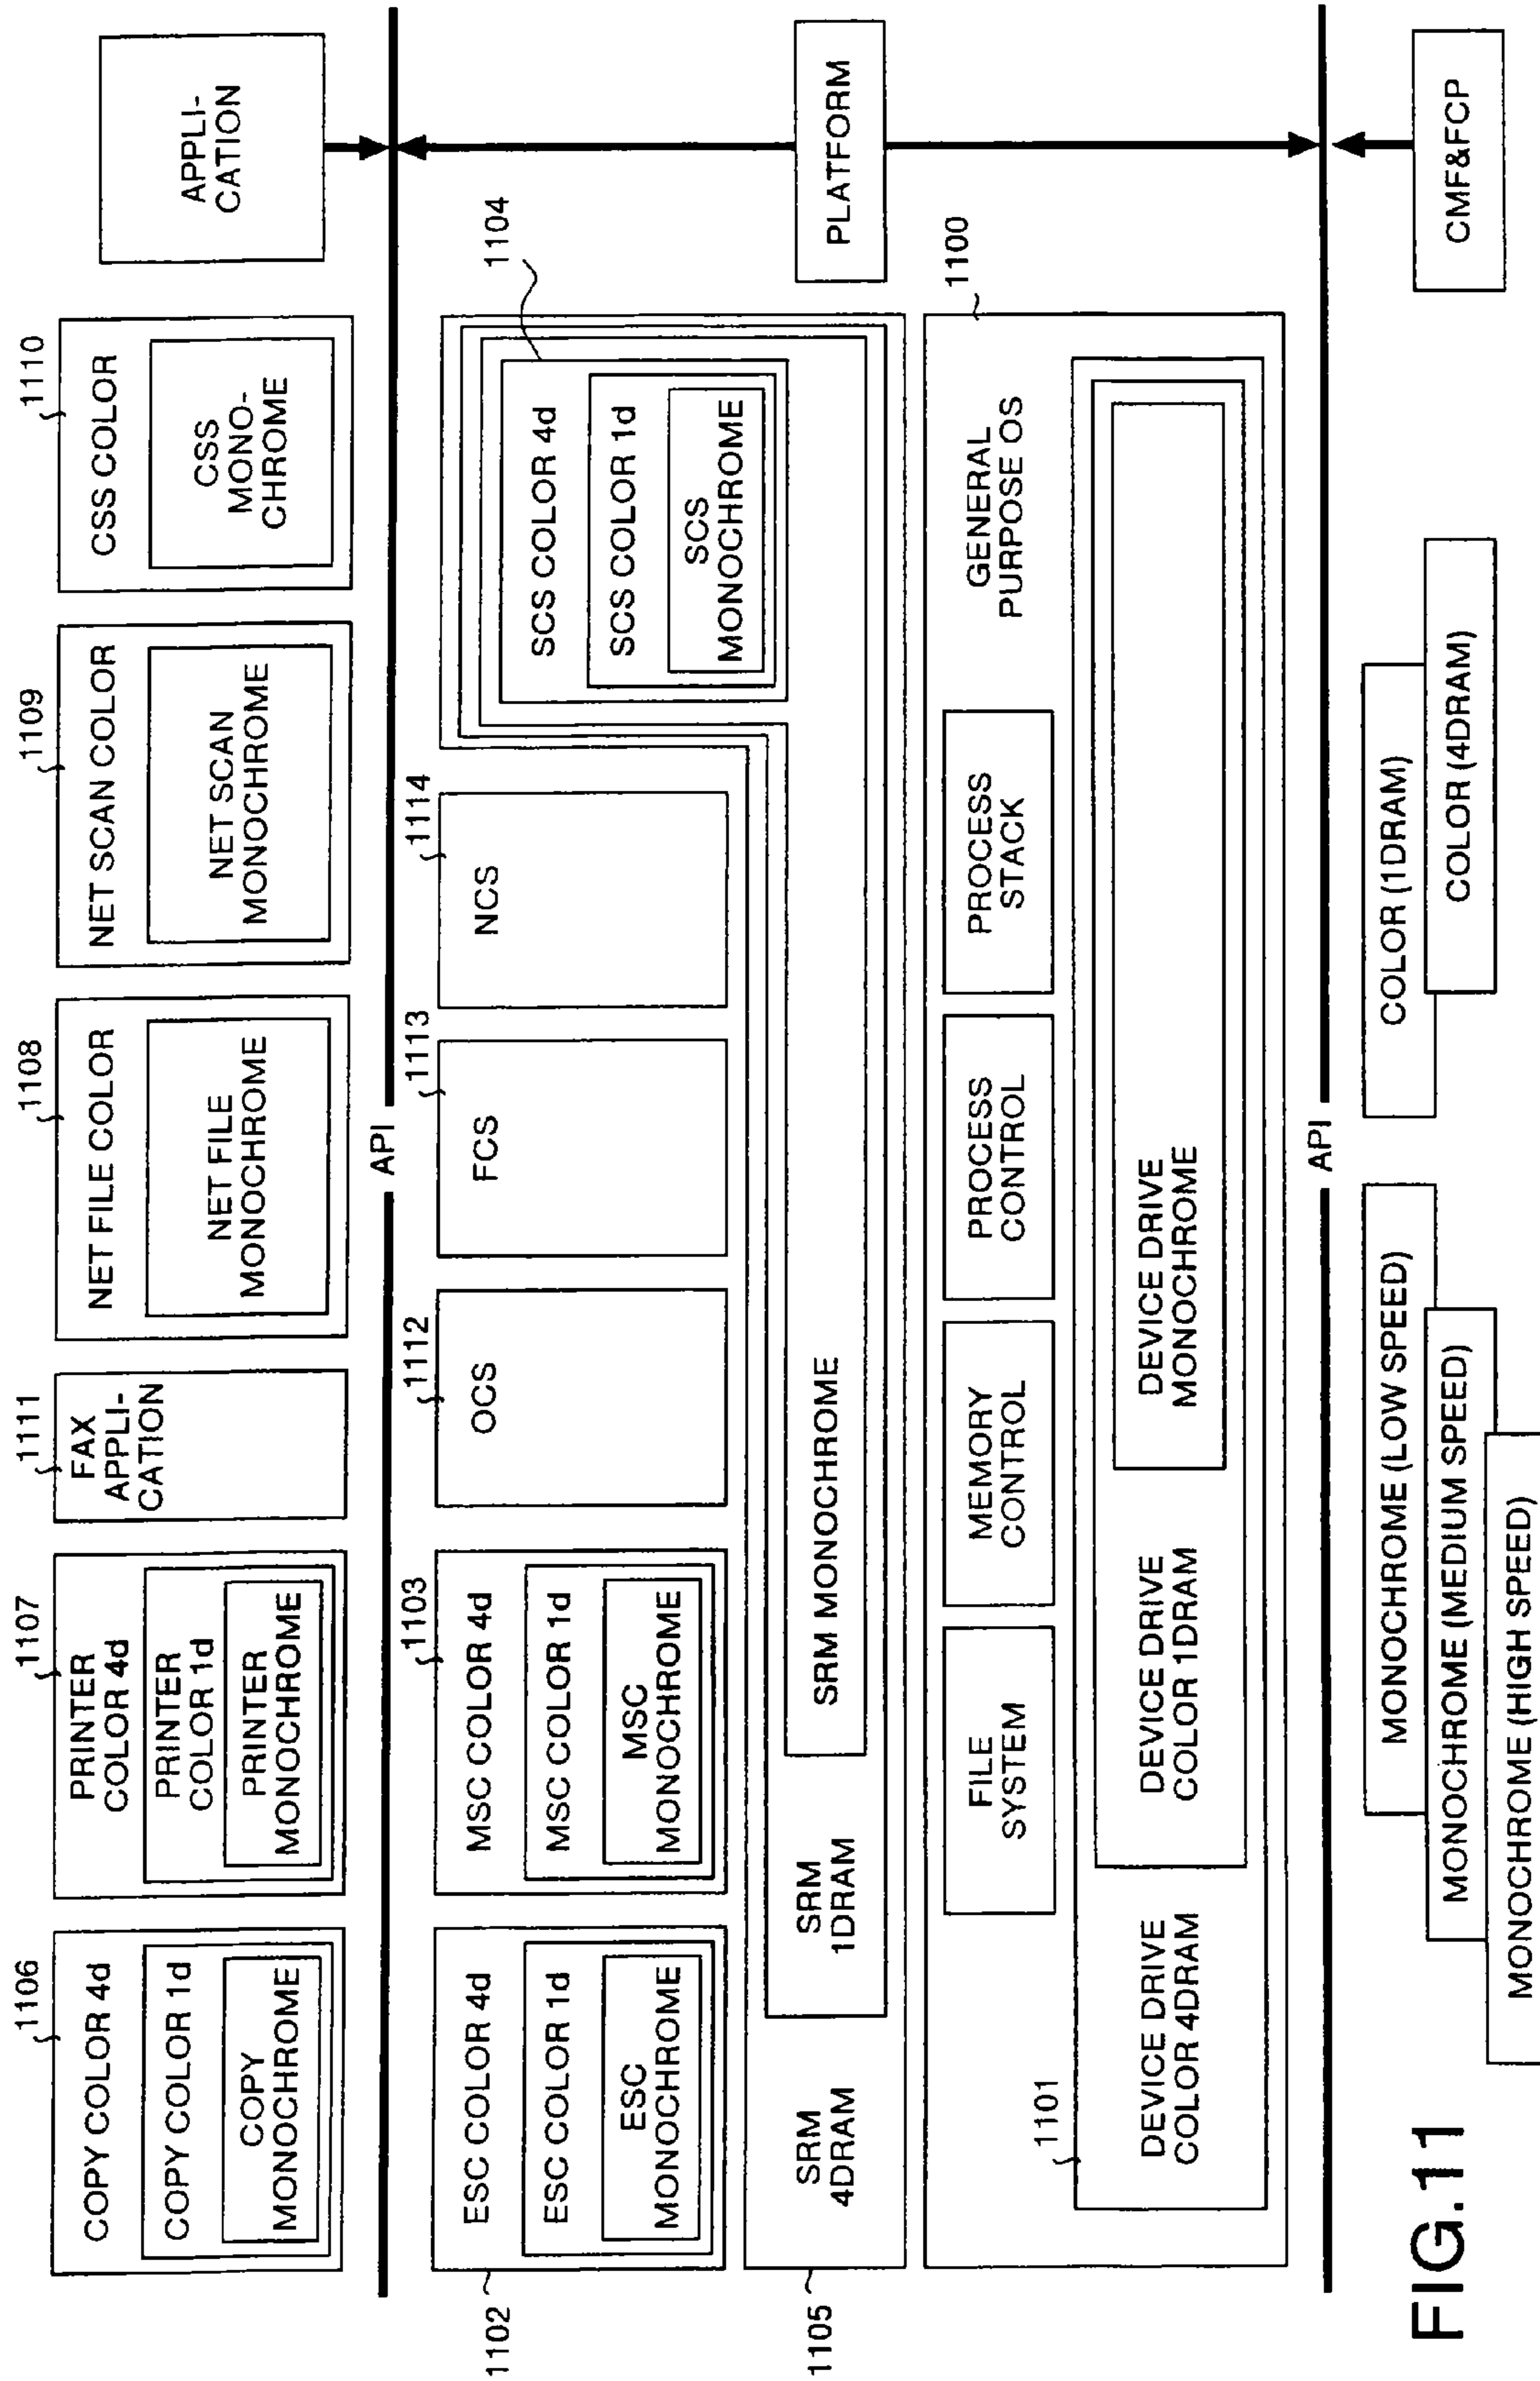 1106
COPY COLOR 4d
COPY COLOR 1d
COPY
MONOCHROME
1107
PRINTER
COLOR 4d
PRINTER
COLOR 1d
PRINTER
MONOCHROME
1111
FAX
APPLI-
CATION
1108
NET FILE COLOR
NET FILE
MONOCHROME
1109
NET SCAN COLOR
NET SCAN
MONOCHROME
1110
CSS COLOR
CSS
MONO-
CHROME
APPLI-
CATION
API
1102
ESC COLOR 4d
ESC COLOR 1d
ESC
MONOCHROME
1103
MSC COLOR 4d
MSC COLOR 1d
MSC
MONOCHROME
1112
OCS
1113
FCS
1114
NCS
1104
SCS COLOR 4d
SCS COLOR 1d
SCS
MONOCHROME
1105
SRM
4DRAM
SRM
1DRAM
SRM MONOCHROME
PLATFORM
1100
FILE
SYSTEM
MEMORY
CONTROL
PROCESS
CONTROL
PROCESS
STACK
GENERAL
PURPOSE OS
1101
DEVICE DRIVE
COLOR 4DRAM
DEVICE DRIVE
COLOR 1DRAM
DEVICE DRIVE
MONOCHROME
API
MONOCHROME (LOW SPEED)
MONOCHROME (MEDIUM SPEED)
MONOCHROME (HIGH SPEED)
COLOR (1DRAM)
COLOR (4DRAM)
CMF&FCP
FIG.11